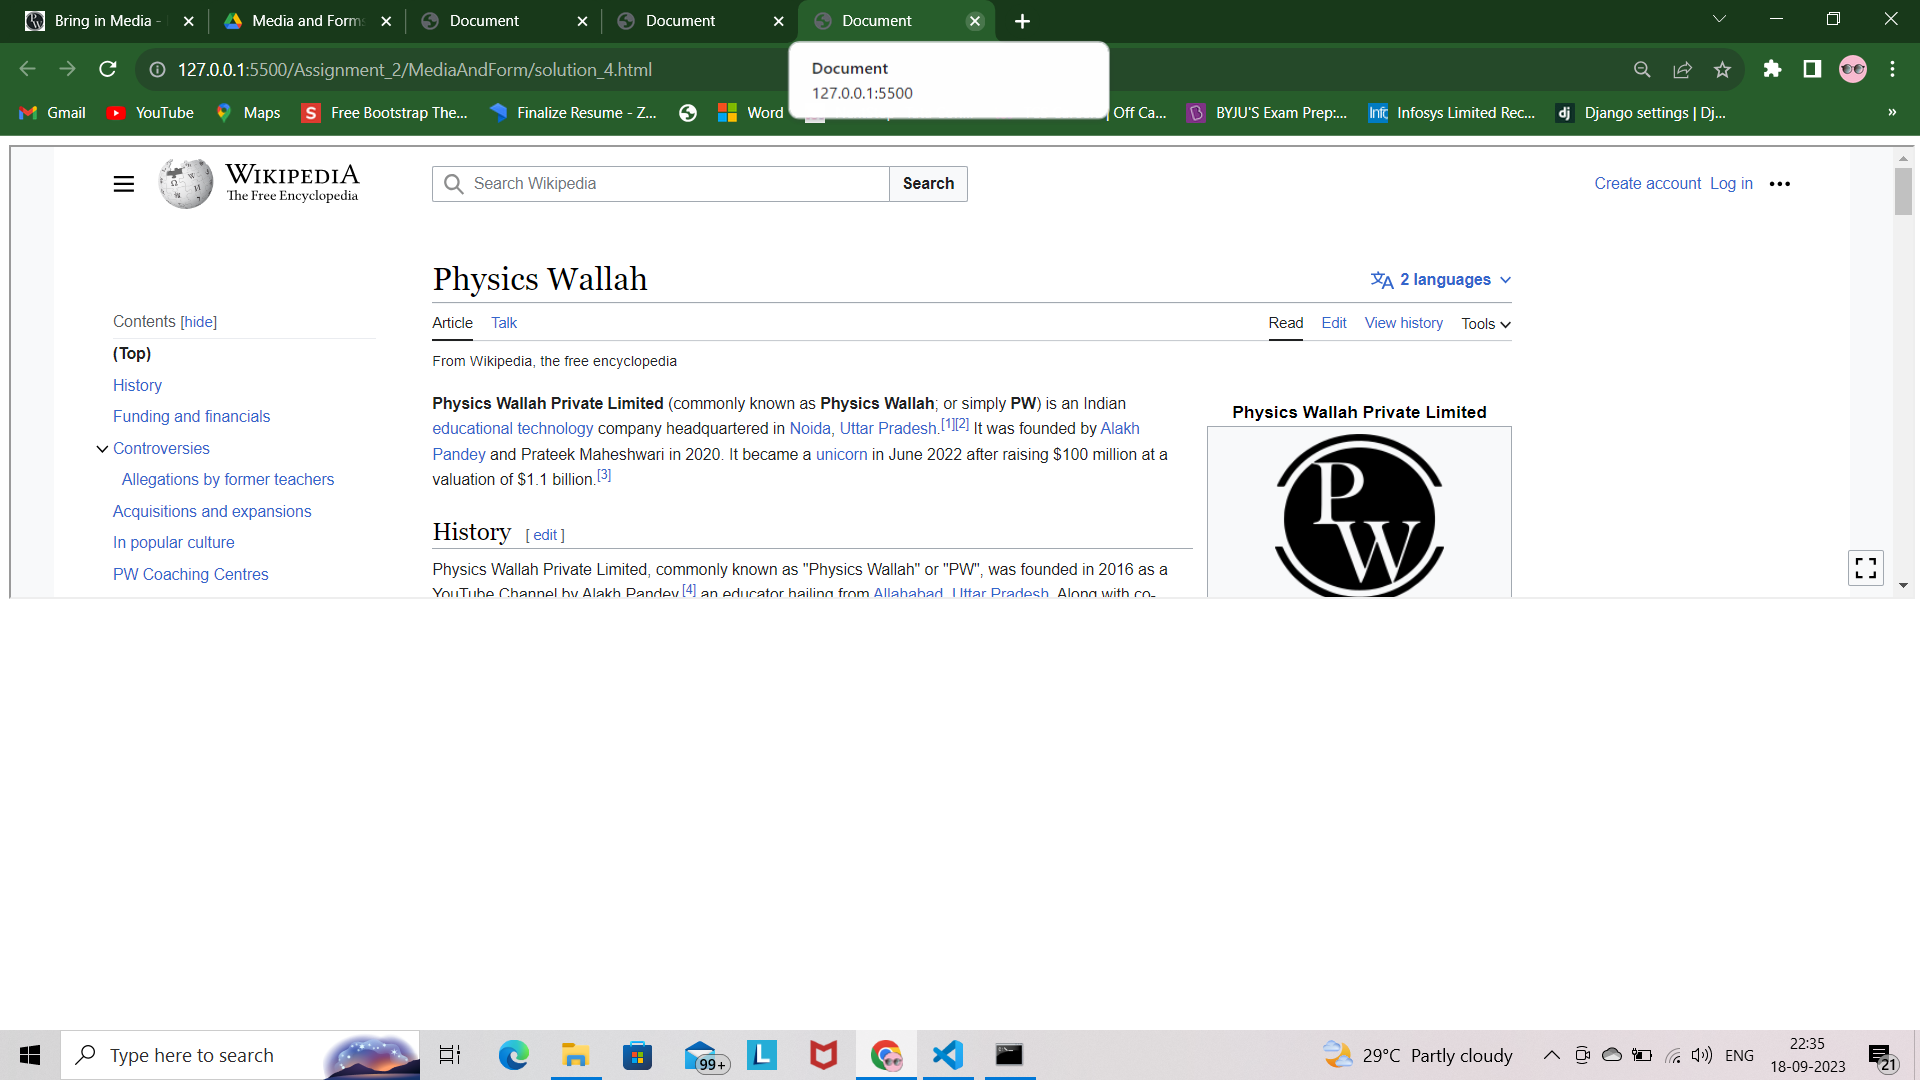 Bring in Media -
Media and Forms
Document
Document
Document
127.0.0.1:5500/Assignment_2/MediaAndForm/solution_4.html
Document
127.0.0.1:5500
Gmail
YouTube
Maps
Free Bootstrap The...
Finalize Resume - Z...
Word
| Off Ca...
BYJU'S Exam Prep:...
Infosys Limited Rec...
Django settings | Dj...
»
WIKIPEDIA
The Free Encyclopedia
Search Wikipedia
Search
Create account
Log in
Physics Wallah
2 languages
Contents [hide]
(Top)
History
Funding and financials
Controversies
Allegations by former teachers
Acquisitions and expansions
In popular culture
PW Coaching Centres
Article
Talk
Read
Edit
View history
Tools
From Wikipedia, the free encyclopedia
Physics Wallah Private Limited (commonly known as Physics Wallah; or simply PW) is an Indian
educational technology company headquartered in Noida, Uttar Pradesh.[1][2] It was founded by Alakh
Pandey and Prateek Maheshwari in 2020. It became a unicorn in June 2022 after raising $100 million at a
valuation of $1.1 billion.[3]
History [ edit ]
Physics Wallah Private Limited, commonly known as "Physics Wallah" or "PW", was founded in 2016 as a
YouTube Channel by Alakh Pandey,[4] an educator hailing from Allahabad, Uttar Pradesh. Along with co-
Physics Wallah Private Limited
PW
Type here to search
99+
L
29°C Partly cloudy
ENG
22:35
18-09-2023
21